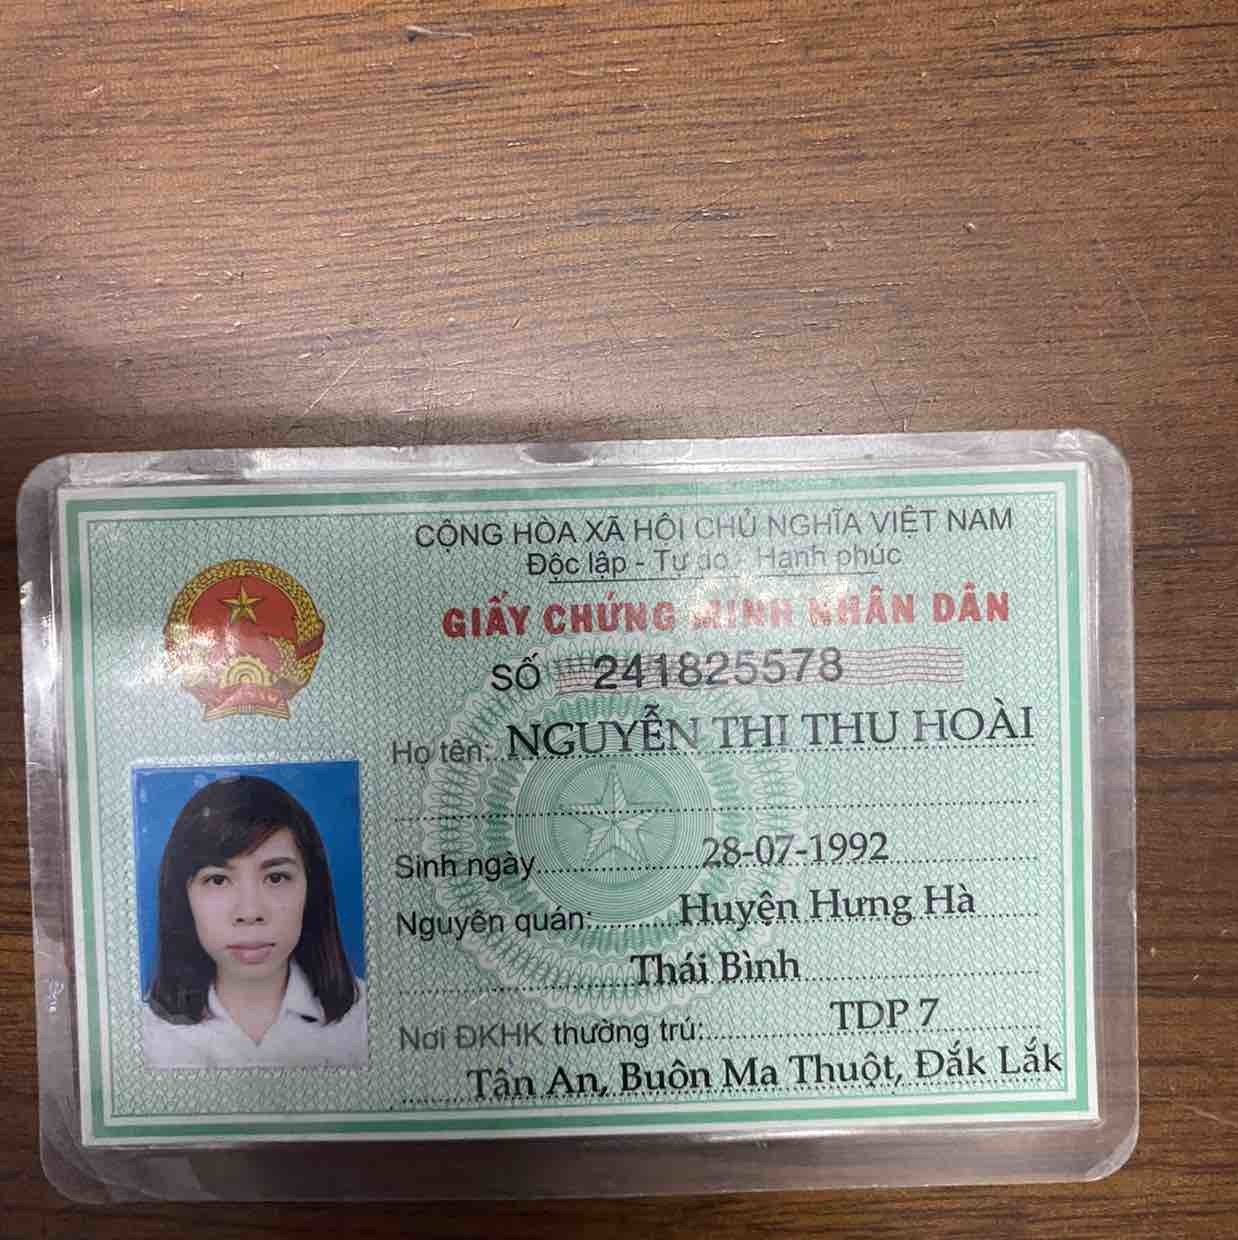 CỘNG HÒA XÃ HỘI CHỦ NGHĨA VIỆT NAM
Độc lập - Tự do - Hạnh phúc
GIẤY CHỨNG MINH NHÂN DÂN
SỐ 241825578
Họ tên: NGUYỄN THỊ THU HOÀI
Sinh ngày 28-07-1992
Nguyên quán: Huyện Hưng Hà
Thái Bình
Nơi ĐKHK thường trú: TDP 7
Tân An, Buôn Ma Thuột, Đắk Lắk